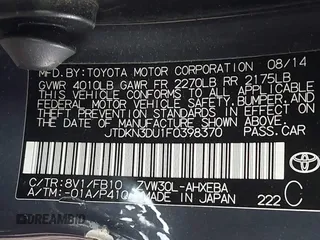 MFD.BY: TOYOTA MOTOR CORPORATION 08/14
GVWR 4010LB GAWR FR 2270LB RR 2175LB
THIS VEHICLE CONFORMS TO ALL APPLICABLE
FEDERAL MOTOR VEHICLE SAFETY, BUMPER, AND
THEFT PREVENTION STANDARDS IN EFFECT ON
THE DATE OF MANUFACTURE SHOWN ABOVE.
JTDKN3DU1F0398370 PASS.CAR
TOYOTA
C/TR: 8V1/FB10 ZVW30L-AHXEBA
A/TM: -01A/P410 MADE IN JAPAN 222 C
DREAMBID